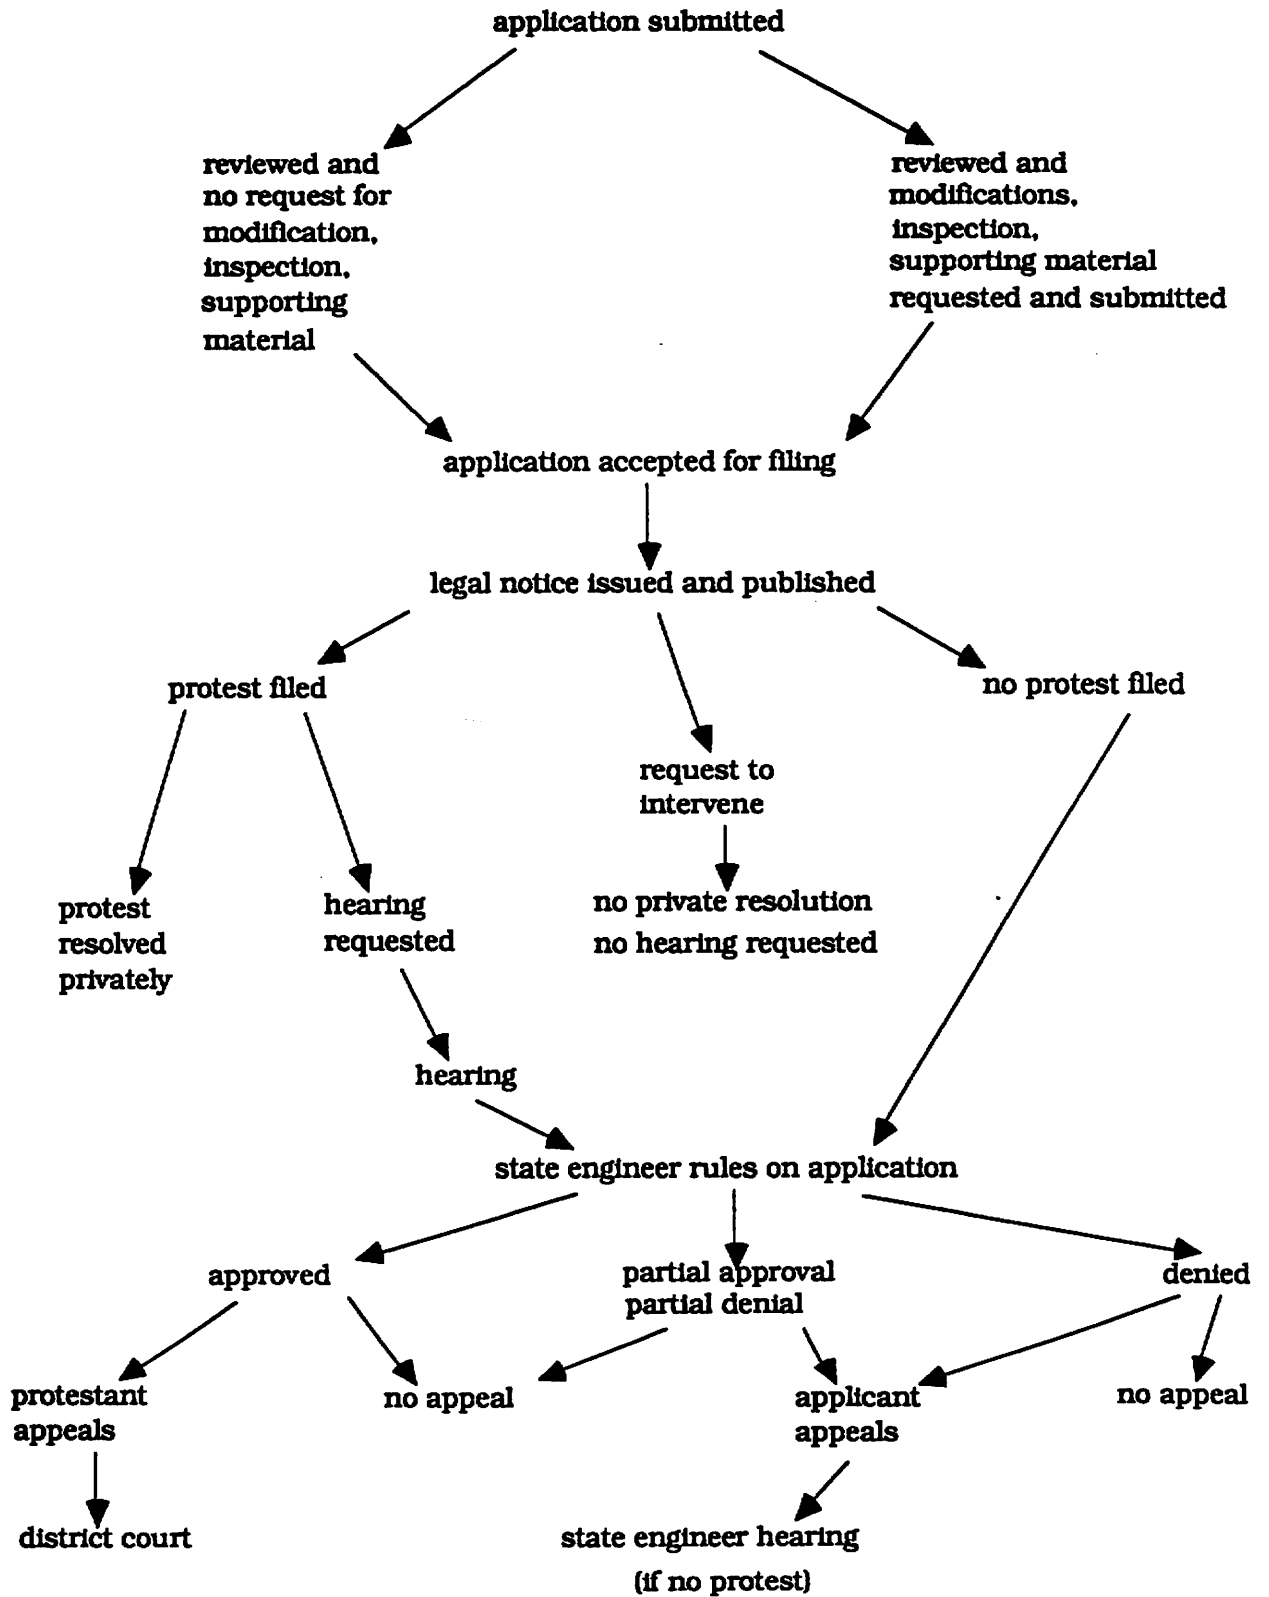 application submitted
reviewed and
no request for
modification,
inspection,
supporting
material
reviewed and
modifications,
inspection,
supporting material
requested and submitted
application accepted for filing
legal notice issued and published
protest filed
no protest filed
request to
intervene
protest
resolved
privately
hearing
requested
no private resolution
no hearing requested
hearing
state engineer rules on application
approved
partial approval
partial denial
denied
protestant
appeals
no appeal
applicant
appeals
no appeal
district court
state engineer hearing
(if no protest)